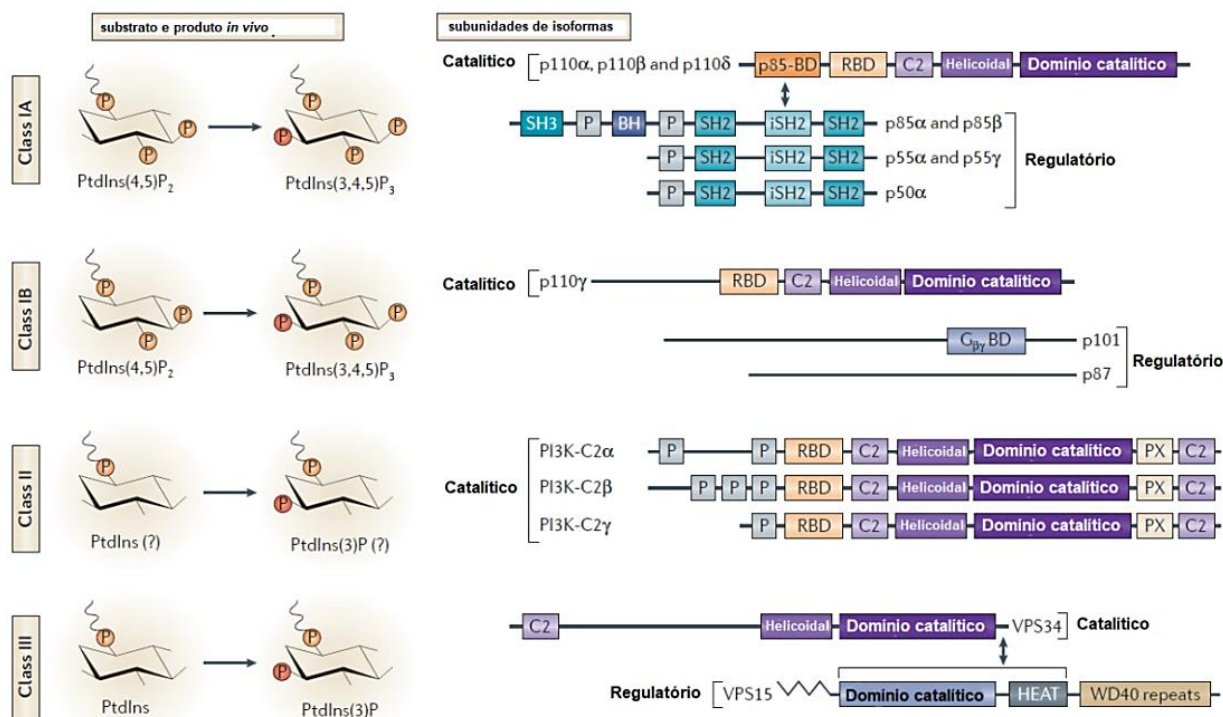 substrato e produto in vivo .
subunidades de isoformas
Class IA
P
P
P
PtdIns(4,5)P2
P
P
P
P
PtdIns(3,4,5)P3
Catalítico
p110α, p110β and p110δ
p85-BD RBD C2 Helicoidal Domínio catalítico
SH3 P BH P SH2 iSH2 SH2 p85α and p85β
P SH2 iSH2 SH2 p55α and p55γ
P SH2 iSH2 SH2 p50α
Regulatório
Class IB
P
P
P
PtdIns(4,5)P2
P
P
P
P
PtdIns(3,4,5)P3
Catalítico
p110γ
RBD C2 Helicoidal Domínio catalítico
Gβγ BD p101
p87
Regulatório
Class II
P
PtdIns (?)
P
P
PtdIns(3)P (?)
Catalítico
PI3K-C2α P P RBD C2 Helicoidal Domínio catalítico PX C2
PI3K-C2β P P P RBD C2 Helicoidal Domínio catalítico PX C2
PI3K-C2γ P RBD C2 Helicoidal Domínio catalítico PX C2
Class III
P
PtdIns
P
P
PtdIns(3)P
C2 Helicoidal Domínio catalítico VPS34 Catalítico
Regulatório VPS15 Domínio catalítico HEAT WD40 repeats